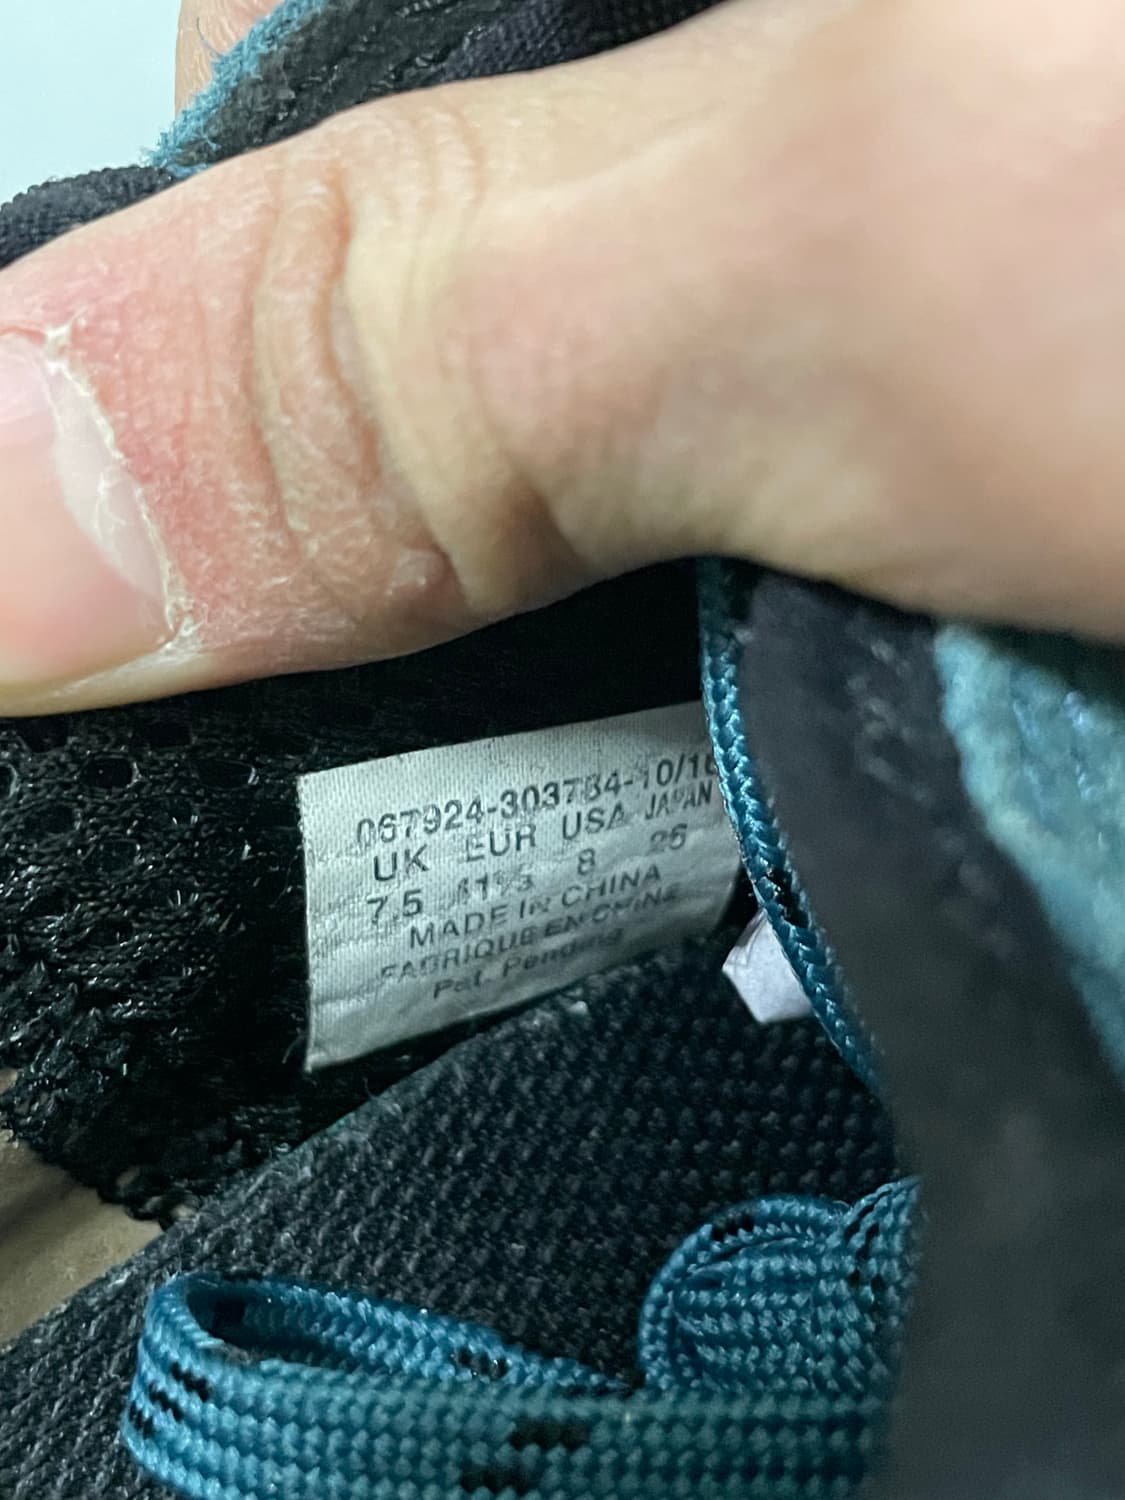 067924-303784-10/16
UK EUR USA JAPAN
7.5 41⅓ 8 26
MADE IN CHINA
FABRIQUE EN CHINE
Pat. Pending